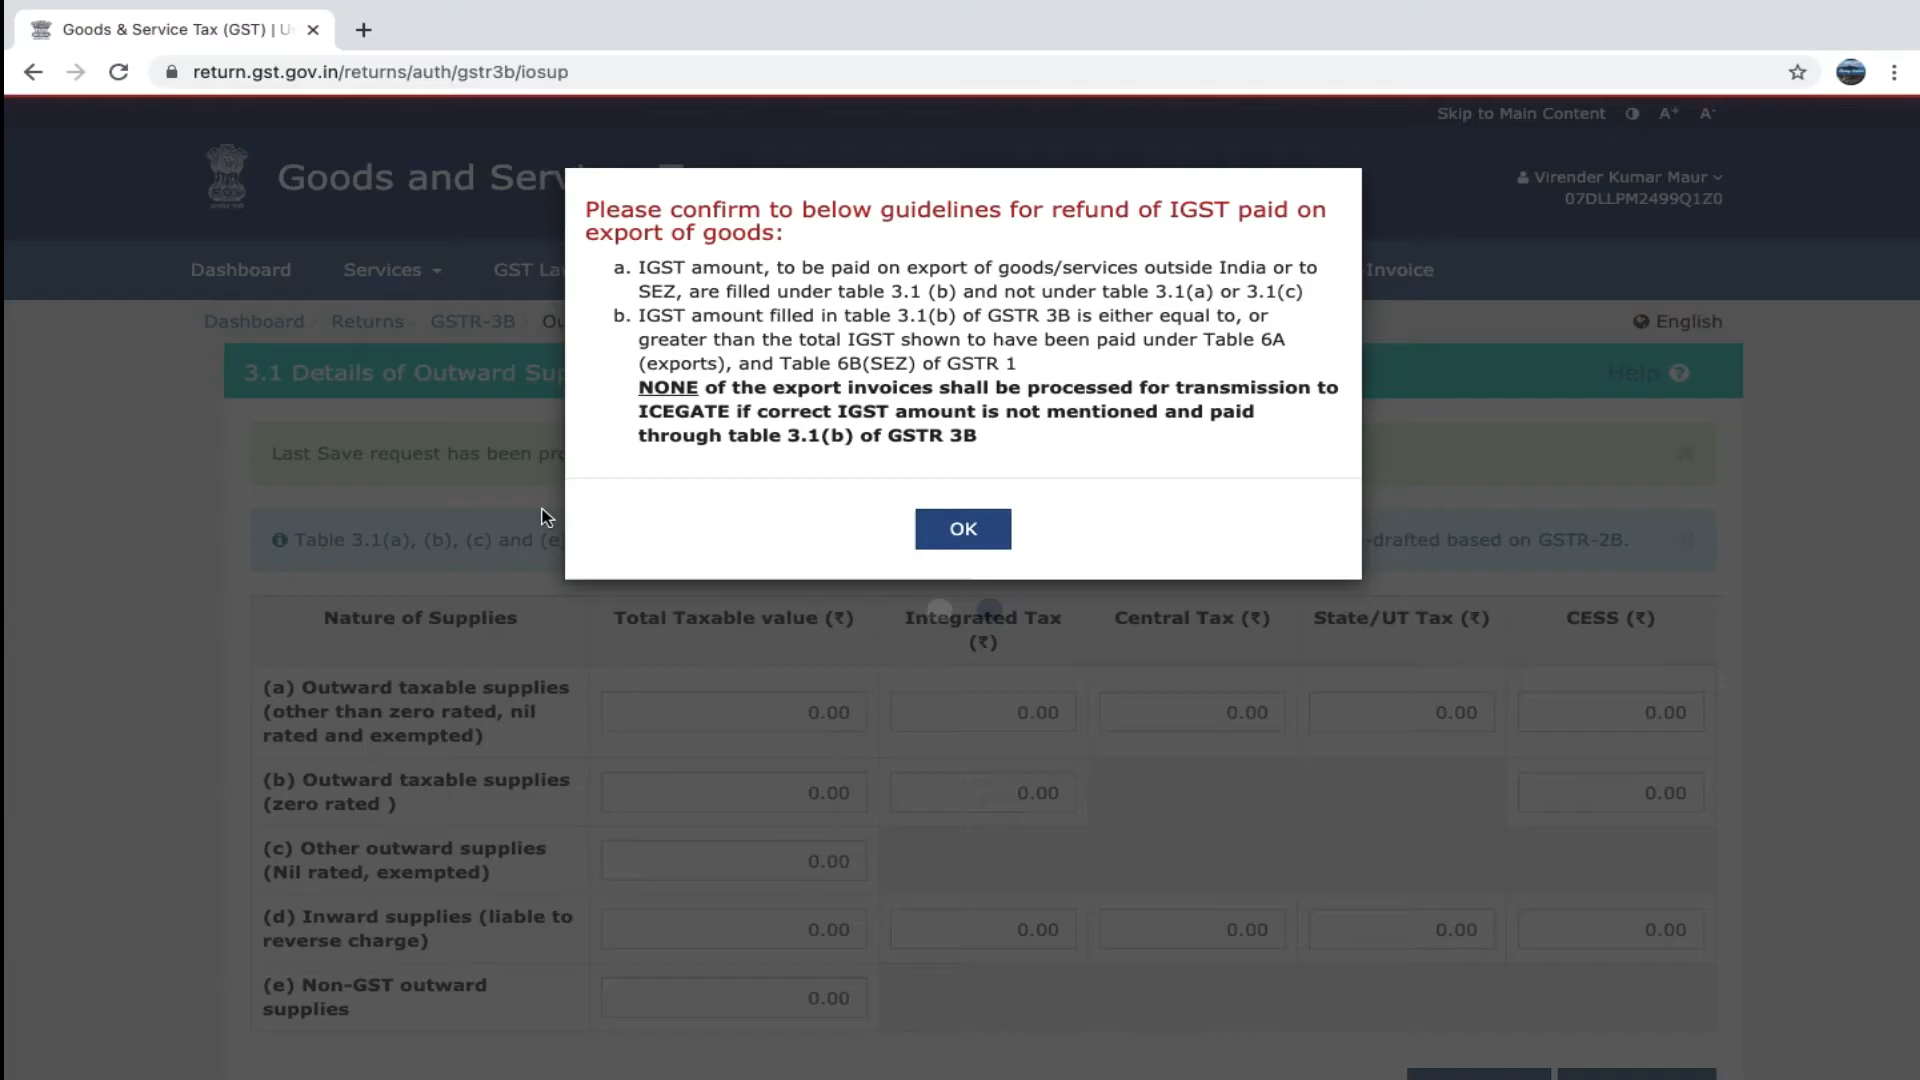 Goods & Service Tax (GST) | U
return.gst.gov.in/returns/auth/gstr3b/iosup
Skip to Main Content A+ A-
Goods and Serv
Virender Kumar Maur
07DLLPM2499Q1Z0
Dashboard Services GST La -Invoice
Dashboard Returns GSTR-3B Ou English
3.1 Details of Outward Sup Help ?
Please confirm to below guidelines for refund of IGST paid on
export of goods:
a. IGST amount, to be paid on export of goods/services outside India or to
SEZ, are filled under table 3.1 (b) and not under table 3.1(a) or 3.1(c)
b. IGST amount filled in table 3.1(b) of GSTR 3B is either equal to, or
greater than the total IGST shown to have been paid under Table 6A
(exports), and Table 6B(SEZ) of GSTR 1
NONE of the export invoices shall be processed for transmission to
ICEGATE if correct IGST amount is not mentioned and paid
through table 3.1(b) of GSTR 3B
OK
Last Save request has been pro
Table 3.1(a), (b), (c) and (e -drafted based on GSTR-2B.
Nature of Supplies Total Taxable value (₹) Integrated Tax Central Tax (₹) State/UT Tax (₹) CESS (₹)
(₹)
(a) Outward taxable supplies
(other than zero rated, nil 0.00 0.00 0.00 0.00 0.00
rated and exempted)
(b) Outward taxable supplies
(zero rated ) 0.00 0.00 0.00
(c) Other outward supplies
(Nil rated, exempted) 0.00
(d) Inward supplies (liable to
reverse charge) 0.00 0.00 0.00 0.00 0.00
(e) Non-GST outward
supplies 0.00